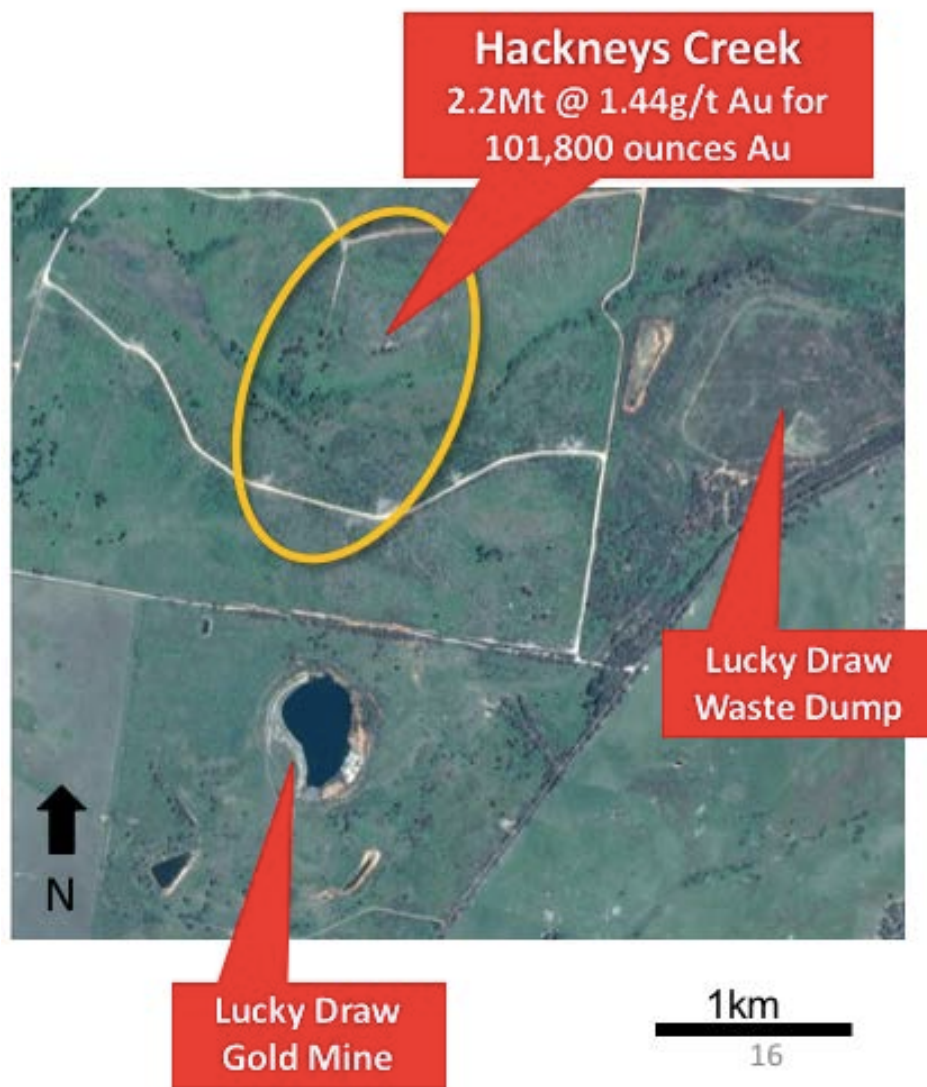 Hackneys Creek
2.2Mt @ 1.44g/t Au for
101,800 ounces Au
Lucky Draw
Waste Dump
N
Lucky Draw
Gold Mine
1km
16